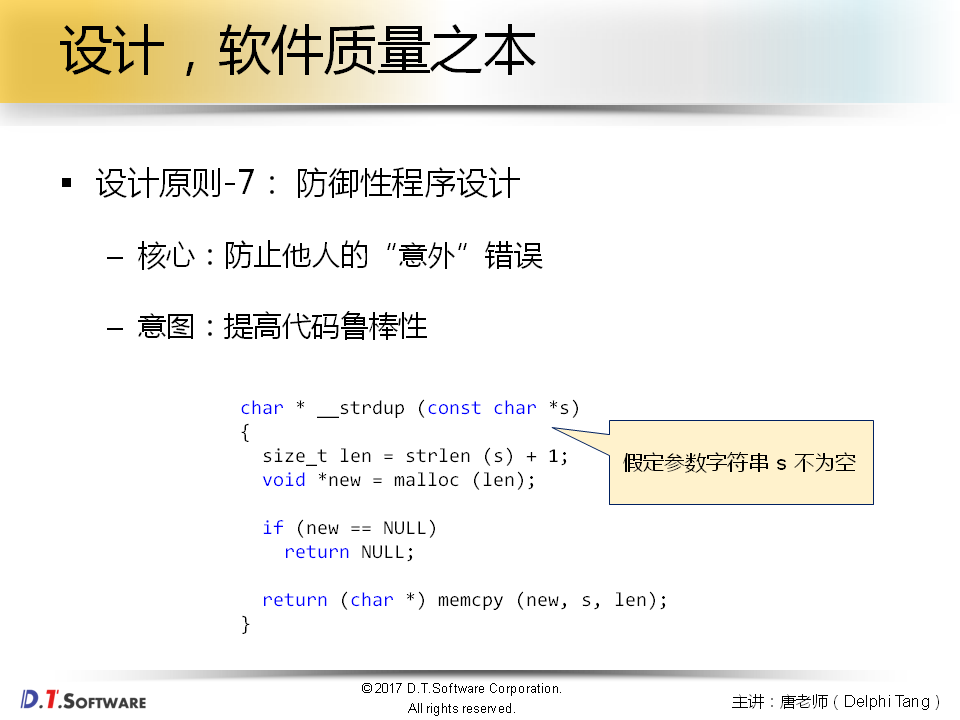 设计，软件质量之本
▪ 设计原则-7： 防御性程序设计
– 核心：防止他人的“意外”错误
– 意图：提高代码鲁棒性
char * __strdup (const char *s)
{
  size_t len = strlen (s) + 1;
  void *new = malloc (len);

  if (new == NULL)
    return NULL;

  return (char *) memcpy (new, s, len);
}
假定参数字符串 s 不为空
D.T.SOFTWARE
©2017 D.T.Software Corporation.
All rights reserved.
主讲：唐老师（Delphi Tang）